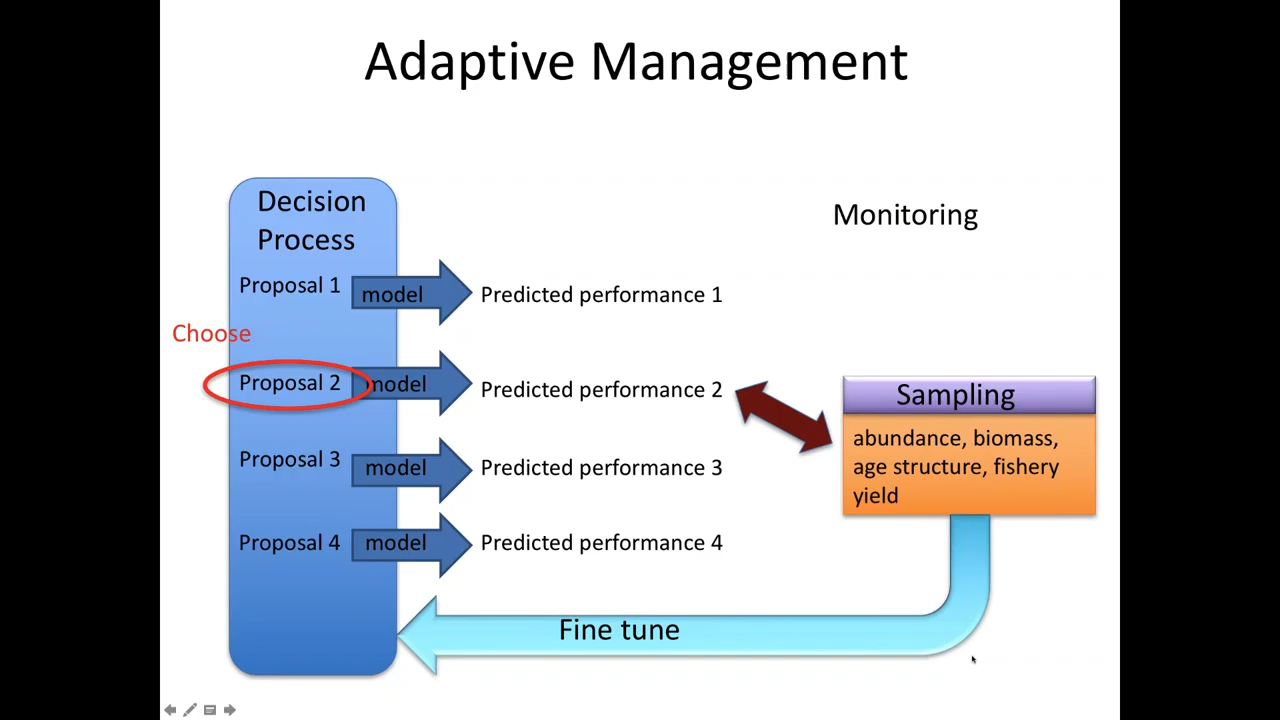 Adaptive Management
Decision
Process
Monitoring
Proposal 1
model
Predicted performance 1
Choose
Proposal 2
model
Predicted performance 2
Sampling
abundance, biomass,
age structure, fishery
yield
Proposal 3
model
Predicted performance 3
Proposal 4
model
Predicted performance 4
Fine tune